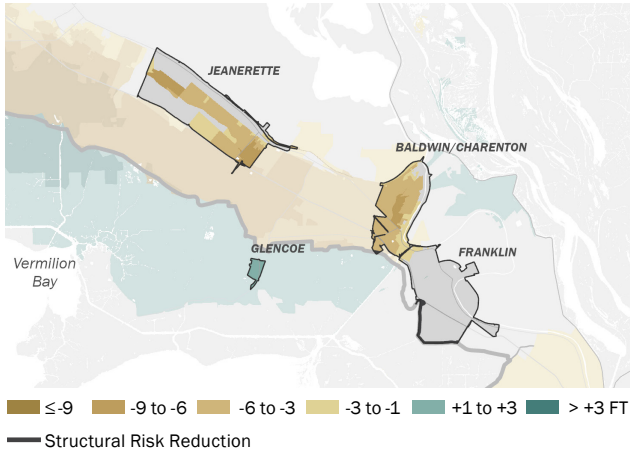 JEANERETTE
BALDWIN/CHARENTON
GLENCOE
FRANKLIN
Vermilion
Bay
≤ -9 -9 to -6 -6 to -3 -3 to -1 +1 to +3 > +3 FT
Structural Risk Reduction